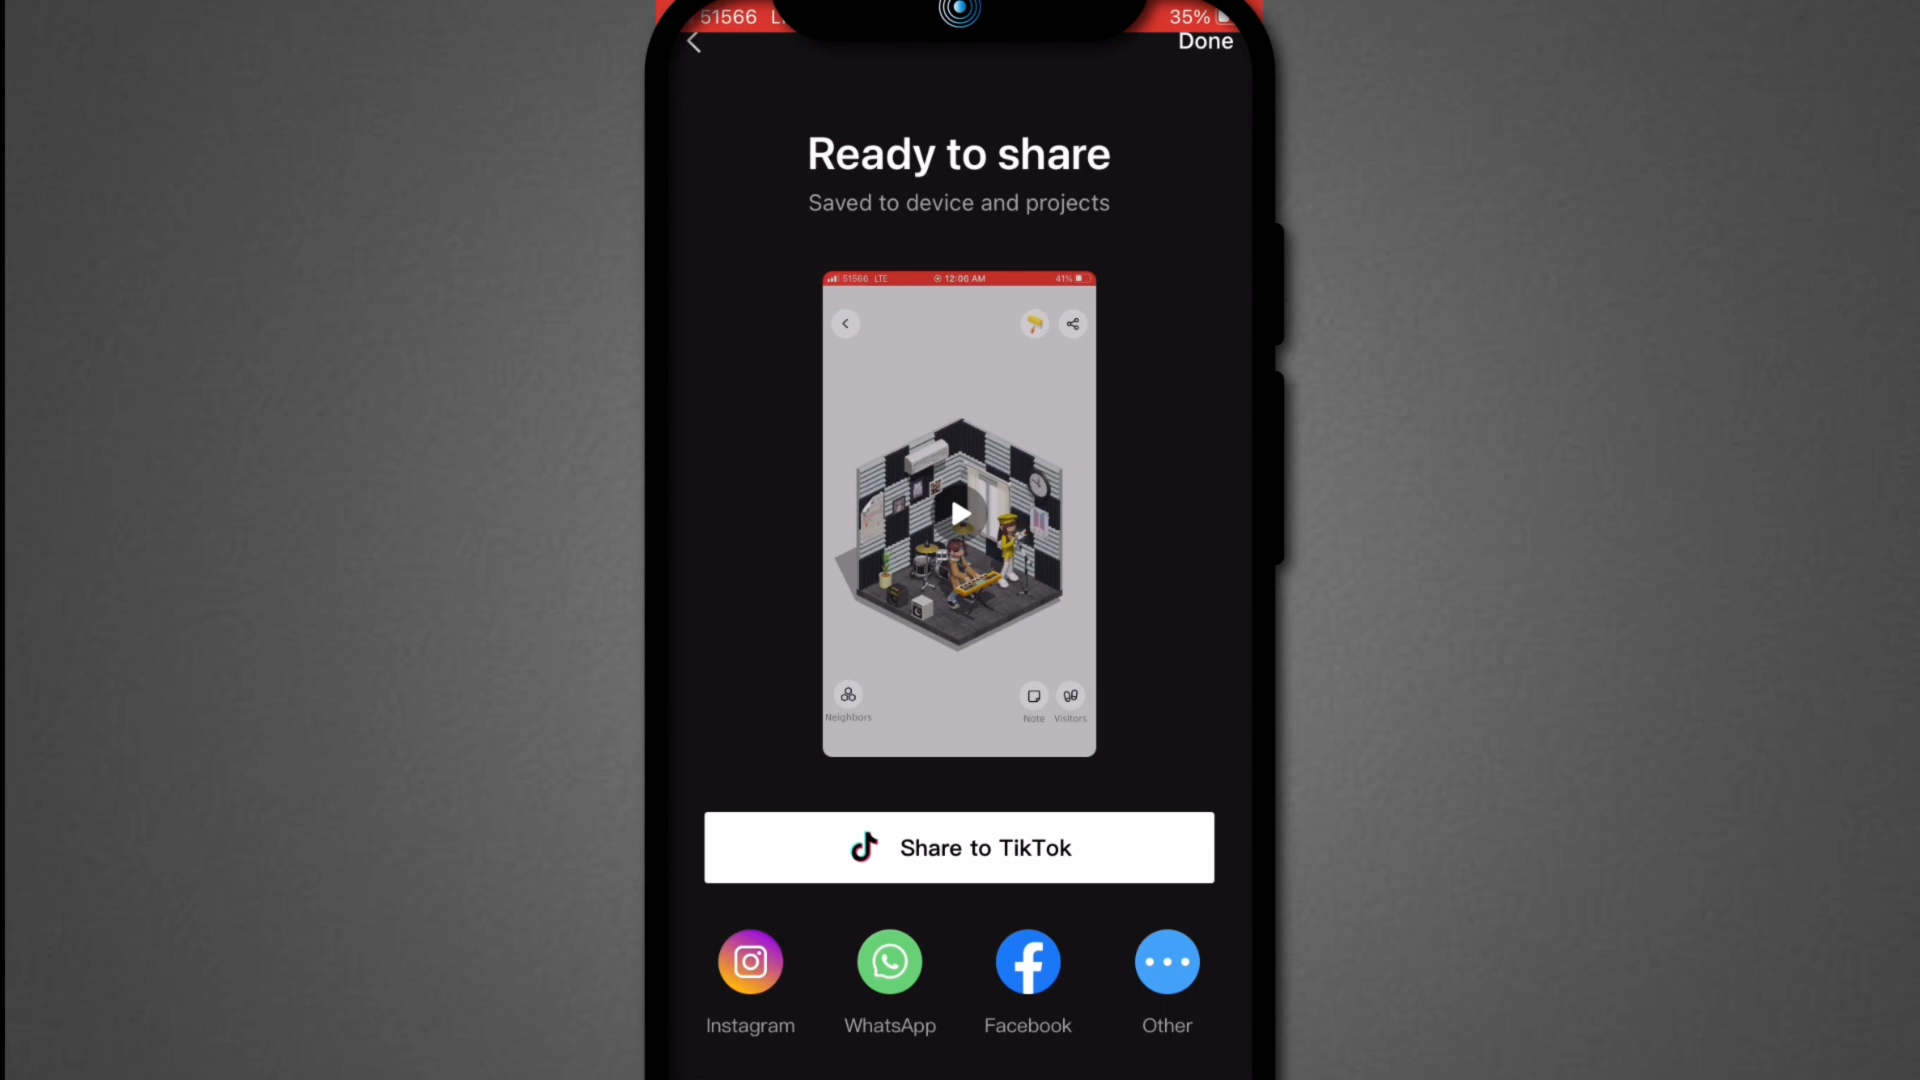 51566
35%
Done
Ready to share
Saved to device and projects
51566 LTE
12:06 AM
41%
Neighbors
Note
Visitors
Share to TikTok
Instagram
WhatsApp
Facebook
Other